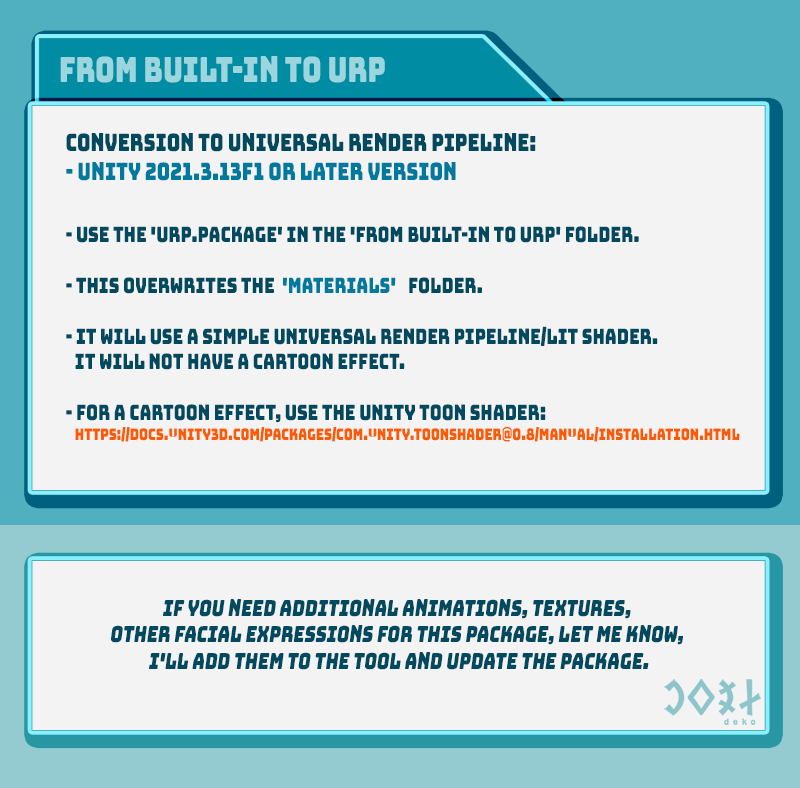 FROM BUILT-IN TO URP
CONVERSION TO UNIVERSAL RENDER PIPELINE:
- UNITY 2021.3.13F1 OR LATER VERSION
- USE THE 'URP.PACKAGE' IN THE 'FROM BUILT-IN TO URP' FOLDER.
- THIS OVERWRITES THE 'MATERIALS' FOLDER.
- IT WILL USE A SIMPLE UNIVERSAL RENDER PIPELINE/LIT SHADER.
IT WILL NOT HAVE A CARTOON EFFECT.
- FOR A CARTOON EFFECT, USE THE UNITY TOON SHADER:
HTTPS://DOCS.UNITY3D.COM/PACKAGES/COM.UNITY.TOONSHADER@0.8/MANUAL/INSTALLATION.HTML
IF YOU NEED ADDITIONAL ANIMATIONS, TEXTURES,
OTHER FACIAL EXPRESSIONS FOR THIS PACKAGE, LET ME KNOW,
I'LL ADD THEM TO THE TOOL AND UPDATE THE PACKAGE.
doko